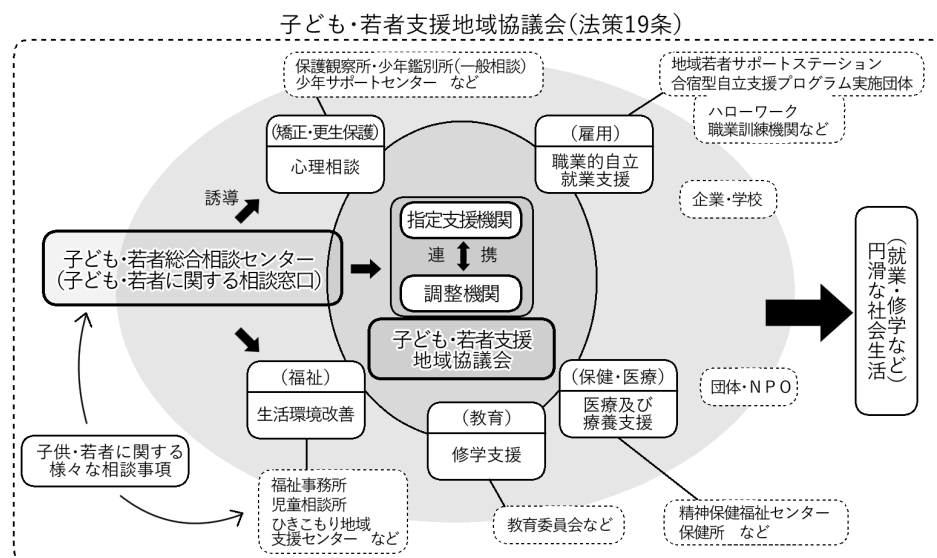 子ども・若者支援地域協議会(法策19条)
保護観察所・少年鑑別所(一般相談)
少年サポートセンター　など
地域若者サポートステーション
合宿型自立支援プログラム実施団体
ハローワーク
職業訓練機関など
(矯正・更生保護)
心理相談
(雇用)
職業的自立
就業支援
企業・学校
誘導
指定支援機関
連　携
調整機関
子ども・若者総合相談センター
(子ども・若者に関する相談窓口)
子ども・若者支援
地域協議会
(就業・修学など)
円滑な社会生活
(福祉)
生活環境改善
(教育)
修学支援
(保健・医療)
医療及び
療養支援
団体・NPO
子供・若者に関する
様々な相談事項
福祉事務所
児童相談所
ひきこもり地域
支援センター　など
教育委員会など
精神保健福祉センター
保健所　など